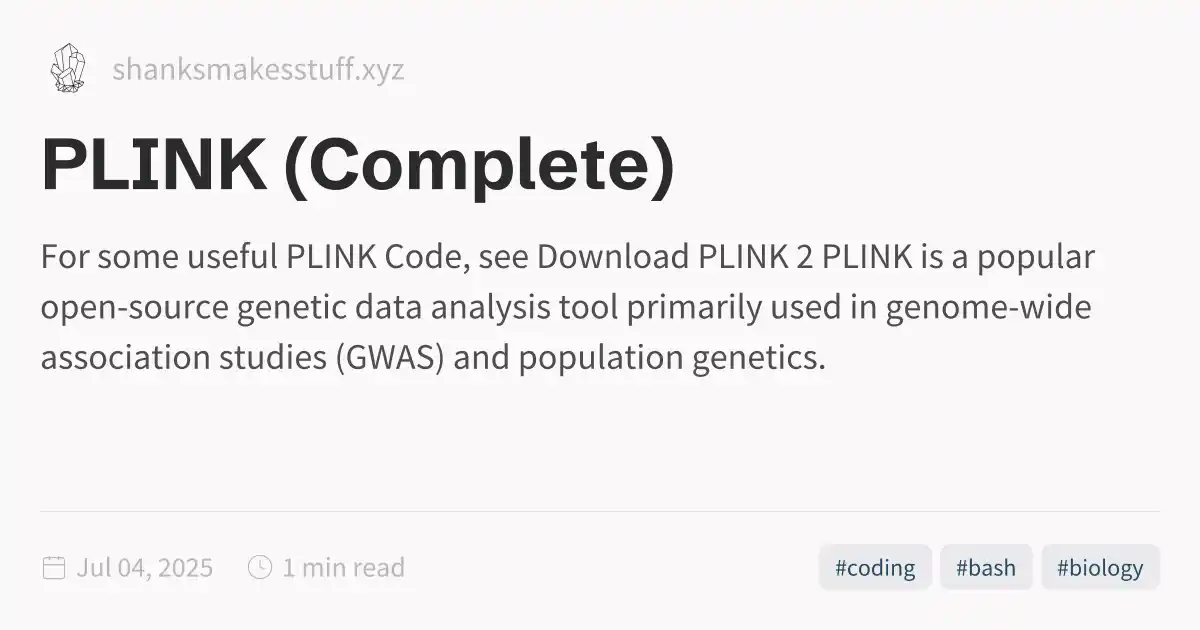 shanksmakesstuff.xyz
PLINK (Complete)
For some useful PLINK Code, see Download PLINK 2 PLINK is a popular
open-source genetic data analysis tool primarily used in genome-wide
association studies (GWAS) and population genetics.
Jul 04, 2025 1 min read #coding #bash #biology